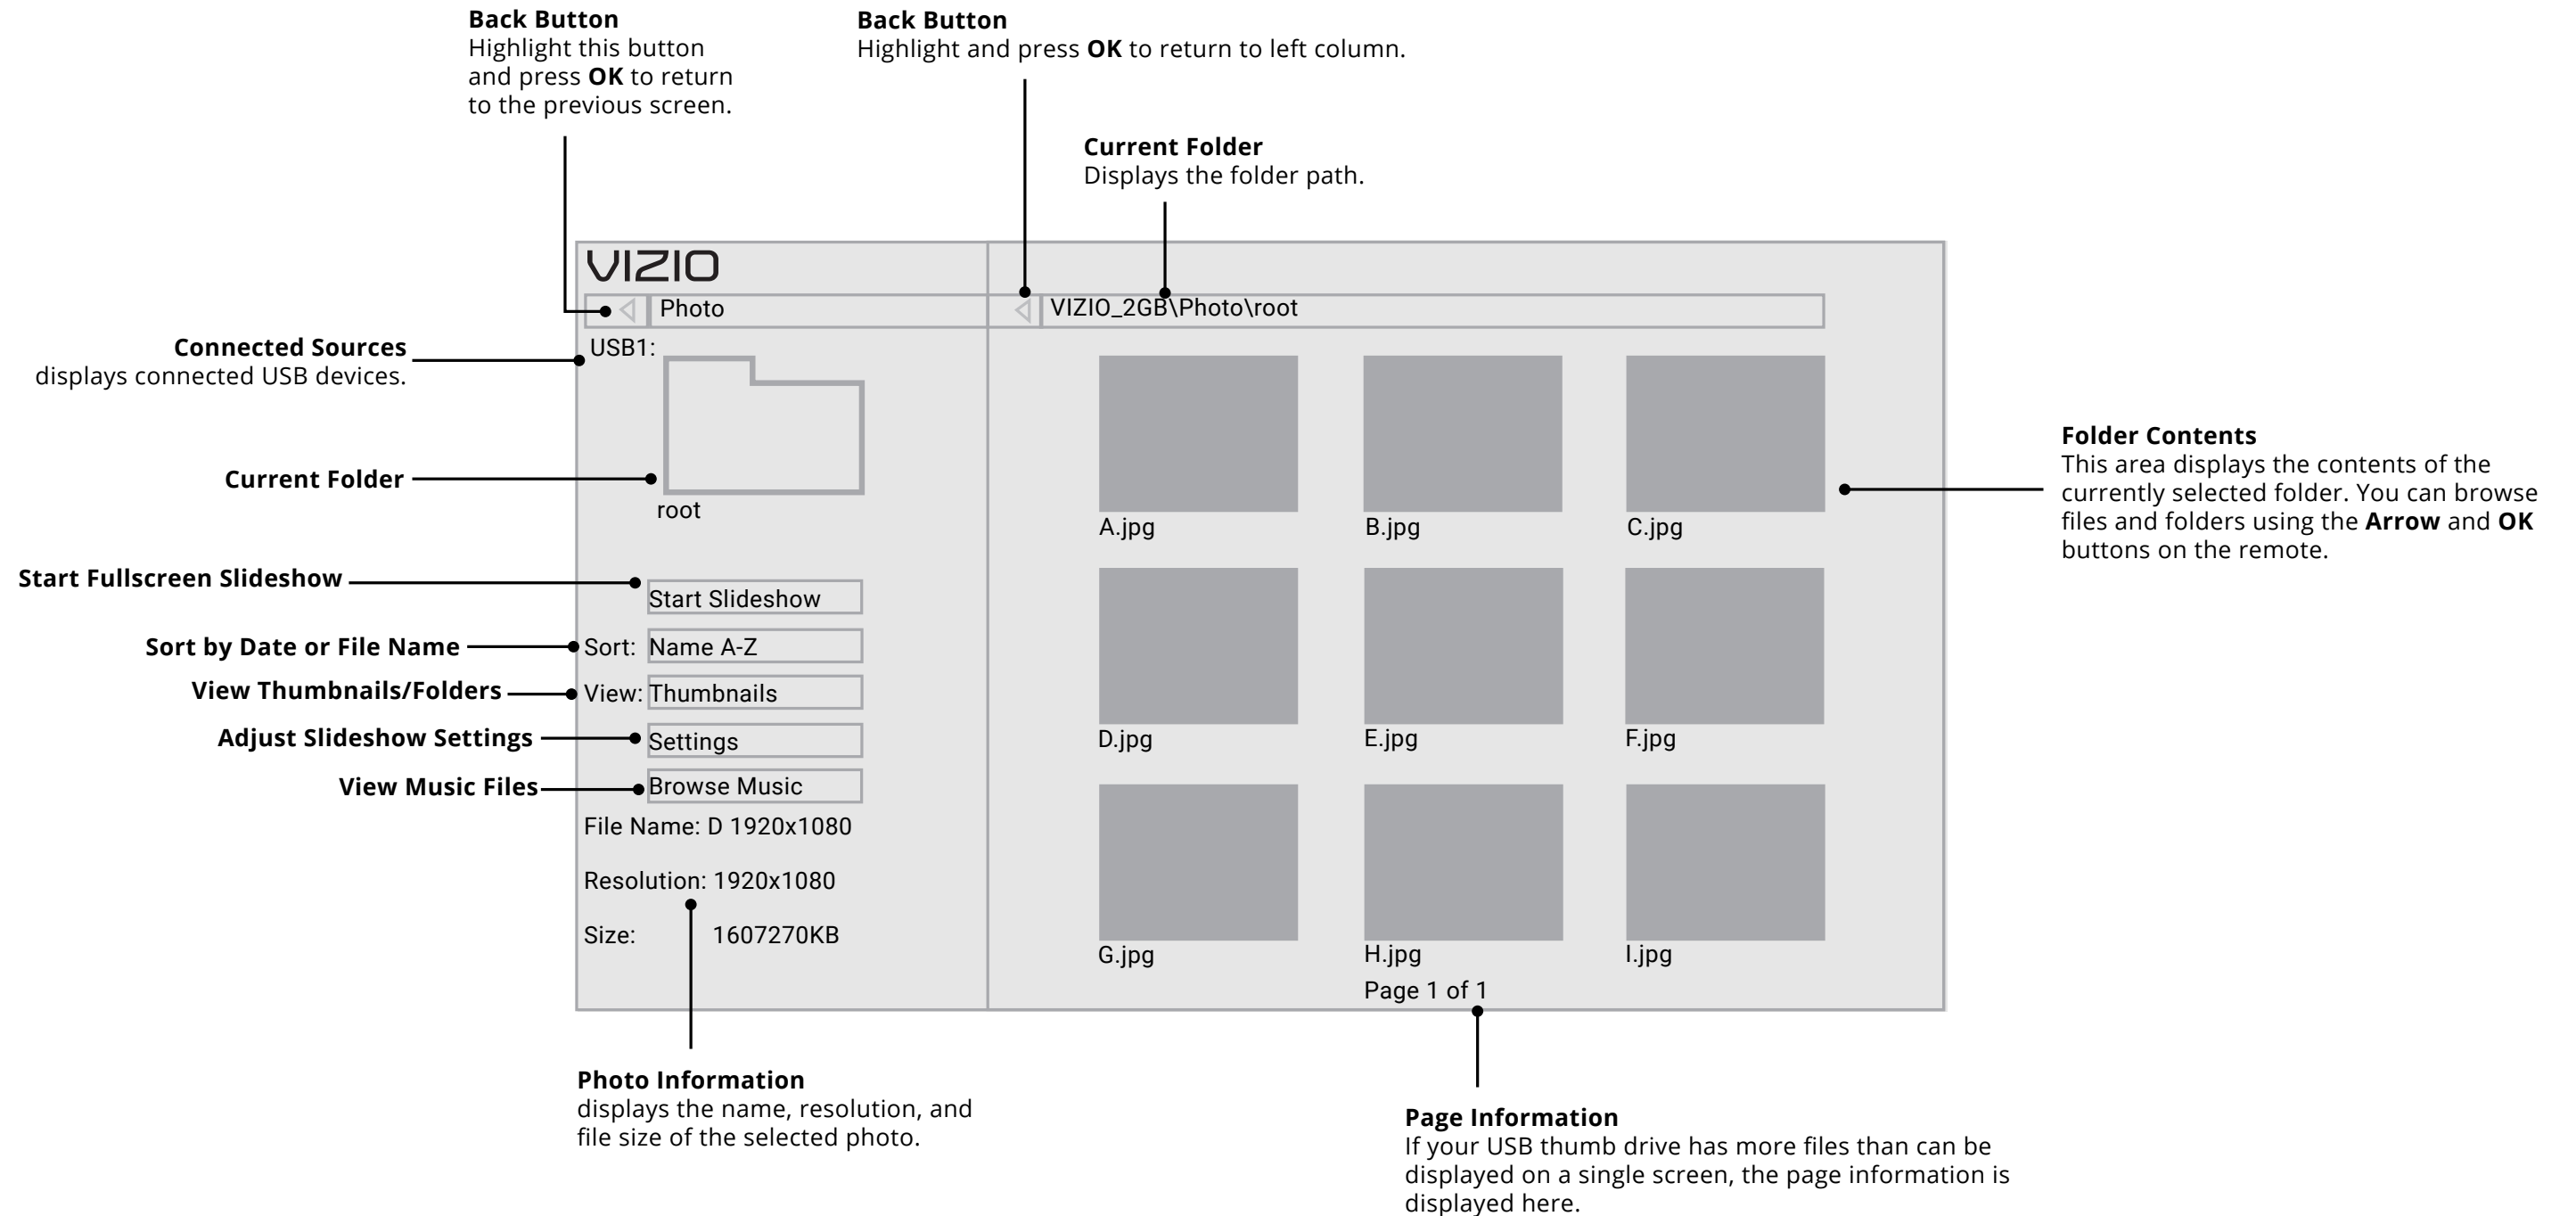 Back Button
Highlight this button
and press OK to return
to the previous screen.
Back Button
Highlight and press OK to return to left column.
Current Folder
Displays the folder path.
VIZIO
Photo
VIZIO_2GB\Photo\root
Connected Sources
displays connected USB devices.
USB1:
Current Folder
root
Start Fullscreen Slideshow
Start Slideshow
Sort by Date or File Name
Sort: Name A-Z
View Thumbnails/Folders
View: Thumbnails
Adjust Slideshow Settings
Settings
View Music Files
Browse Music
File Name: D 1920x1080
Resolution: 1920x1080
Size: 1607270KB
A.jpg
B.jpg
C.jpg
D.jpg
E.jpg
F.jpg
G.jpg
H.jpg
I.jpg
Page 1 of 1
Folder Contents
This area displays the contents of the
currently selected folder. You can browse
files and folders using the Arrow and OK
buttons on the remote.
Photo Information
displays the name, resolution, and
file size of the selected photo.
Page Information
If your USB thumb drive has more files than can be
displayed on a single screen, the page information is
displayed here.